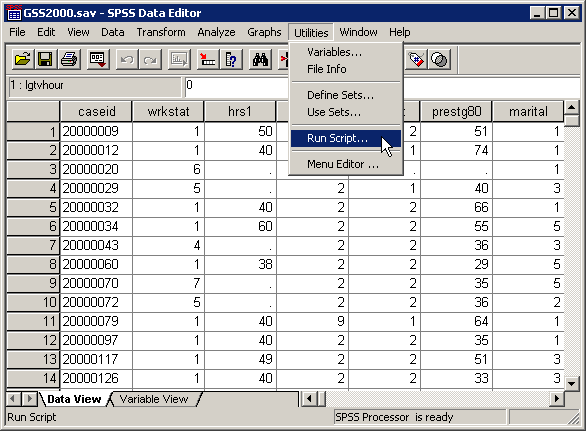 GSS2000.sav - SPSS Data Editor
File Edit View Data Transform Analyze Graphs Utilities Window Help
Variables...
File Info
Define Sets...
Use Sets...
Run Script...
Menu Editor ...
1 : lgtvhour 0
caseid wrkstat hrs1 t prestg80 marital
1 20000009 1 50 2 51 1
2 20000012 1 40 1 74 1
3 20000020 6 . . . 1
4 20000029 5 . 2 1 40 3
5 20000032 1 40 2 2 66 1
6 20000034 1 60 2 2 55 5
7 20000043 4 . 2 2 36 3
8 20000060 1 38 2 2 29 5
9 20000070 7 . 2 2 35 5
10 20000072 5 . 2 2 36 2
11 20000079 1 40 9 1 64 1
12 20000097 1 40 2 2 35 1
13 20000117 1 49 2 2 51 3
14 20000126 1 40 2 2 33 3
Data View Variable View
Run Script SPSS Processor is ready